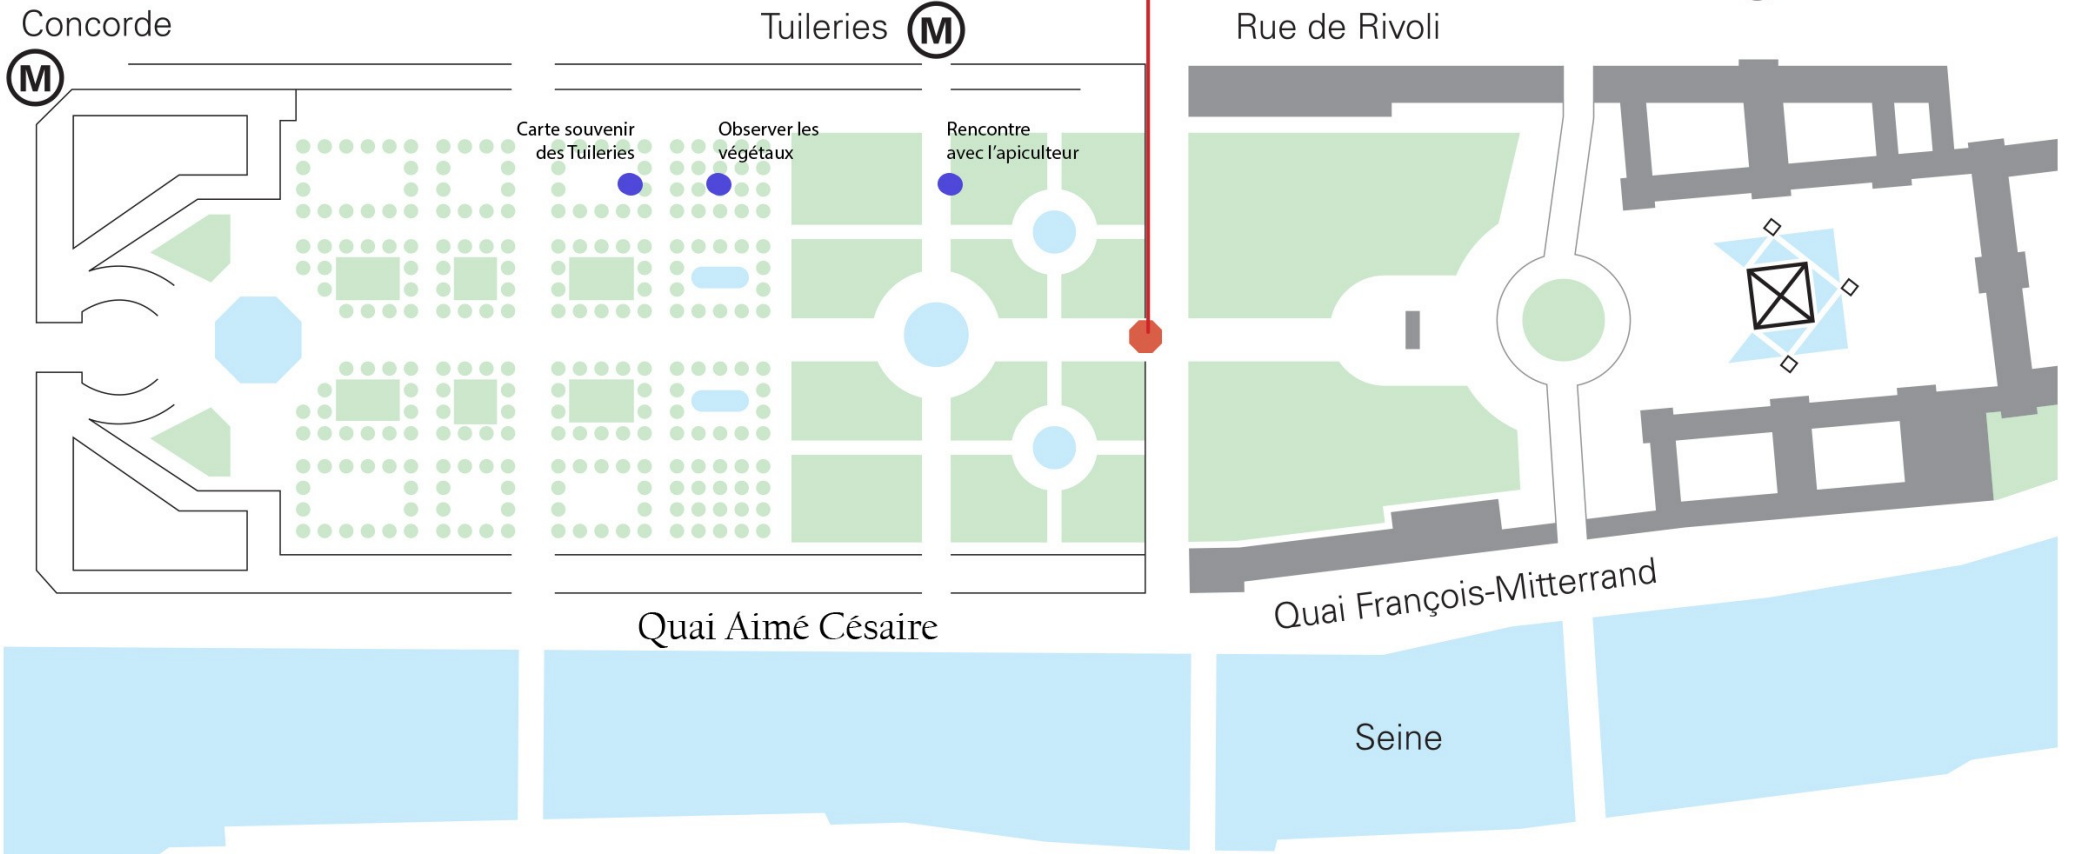 Concorde
M
Tuileries M
Rue de Rivoli
Carte souvenir
des Tuileries
Observer les
végétaux
Rencontre
avec l’apiculteur
Quai Aimé Césaire
Quai François-Mitterrand
Seine